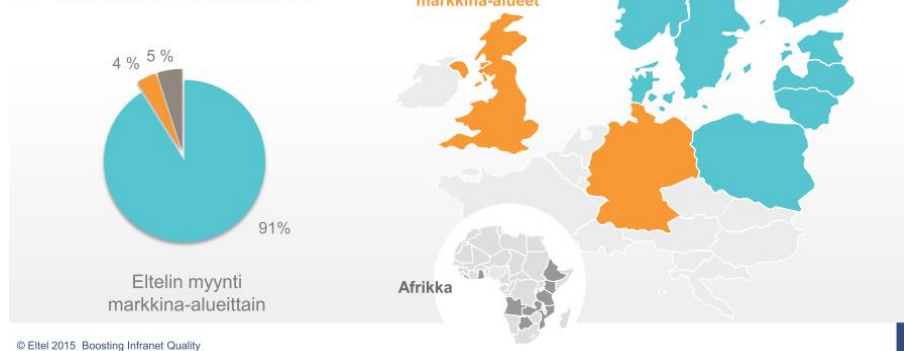 markkina-alueet
4 %
5 %
91%
Eltelin myynti
markkina-alueittain
Afrikka
© Eltel 2015 Boosting Infranet Quality